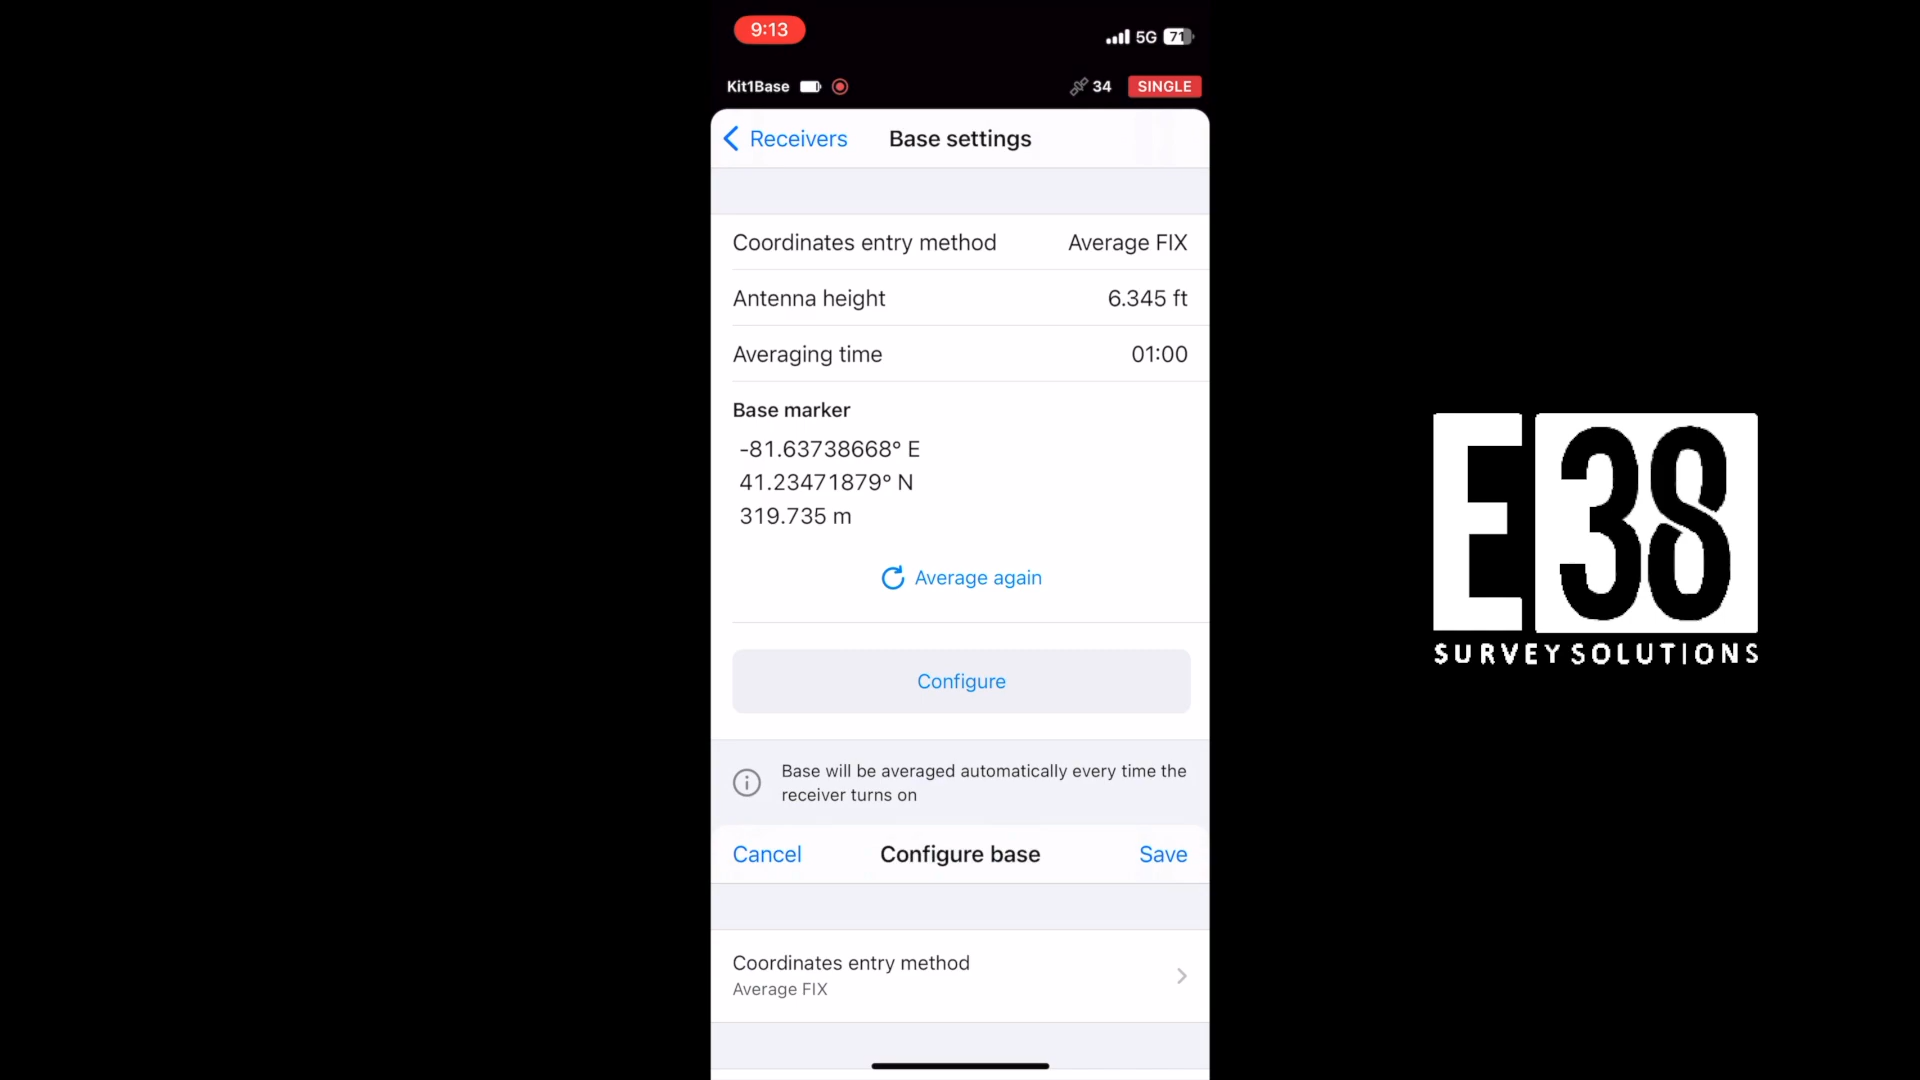 9:13
5G 71
Kit1Base 34 SINGLE
Receivers Base settings
Coordinates entry method Average FIX
Antenna height 6.345 ft
Averaging time 01:00
Base marker
-81.63738668° E
41.23471879° N
319.735 m
Average again
Configure
Base will be averaged automatically every time the
receiver turns on
Cancel Configure base Save
Coordinates entry method
Average FIX
E38
SURVEY SOLUTIONS